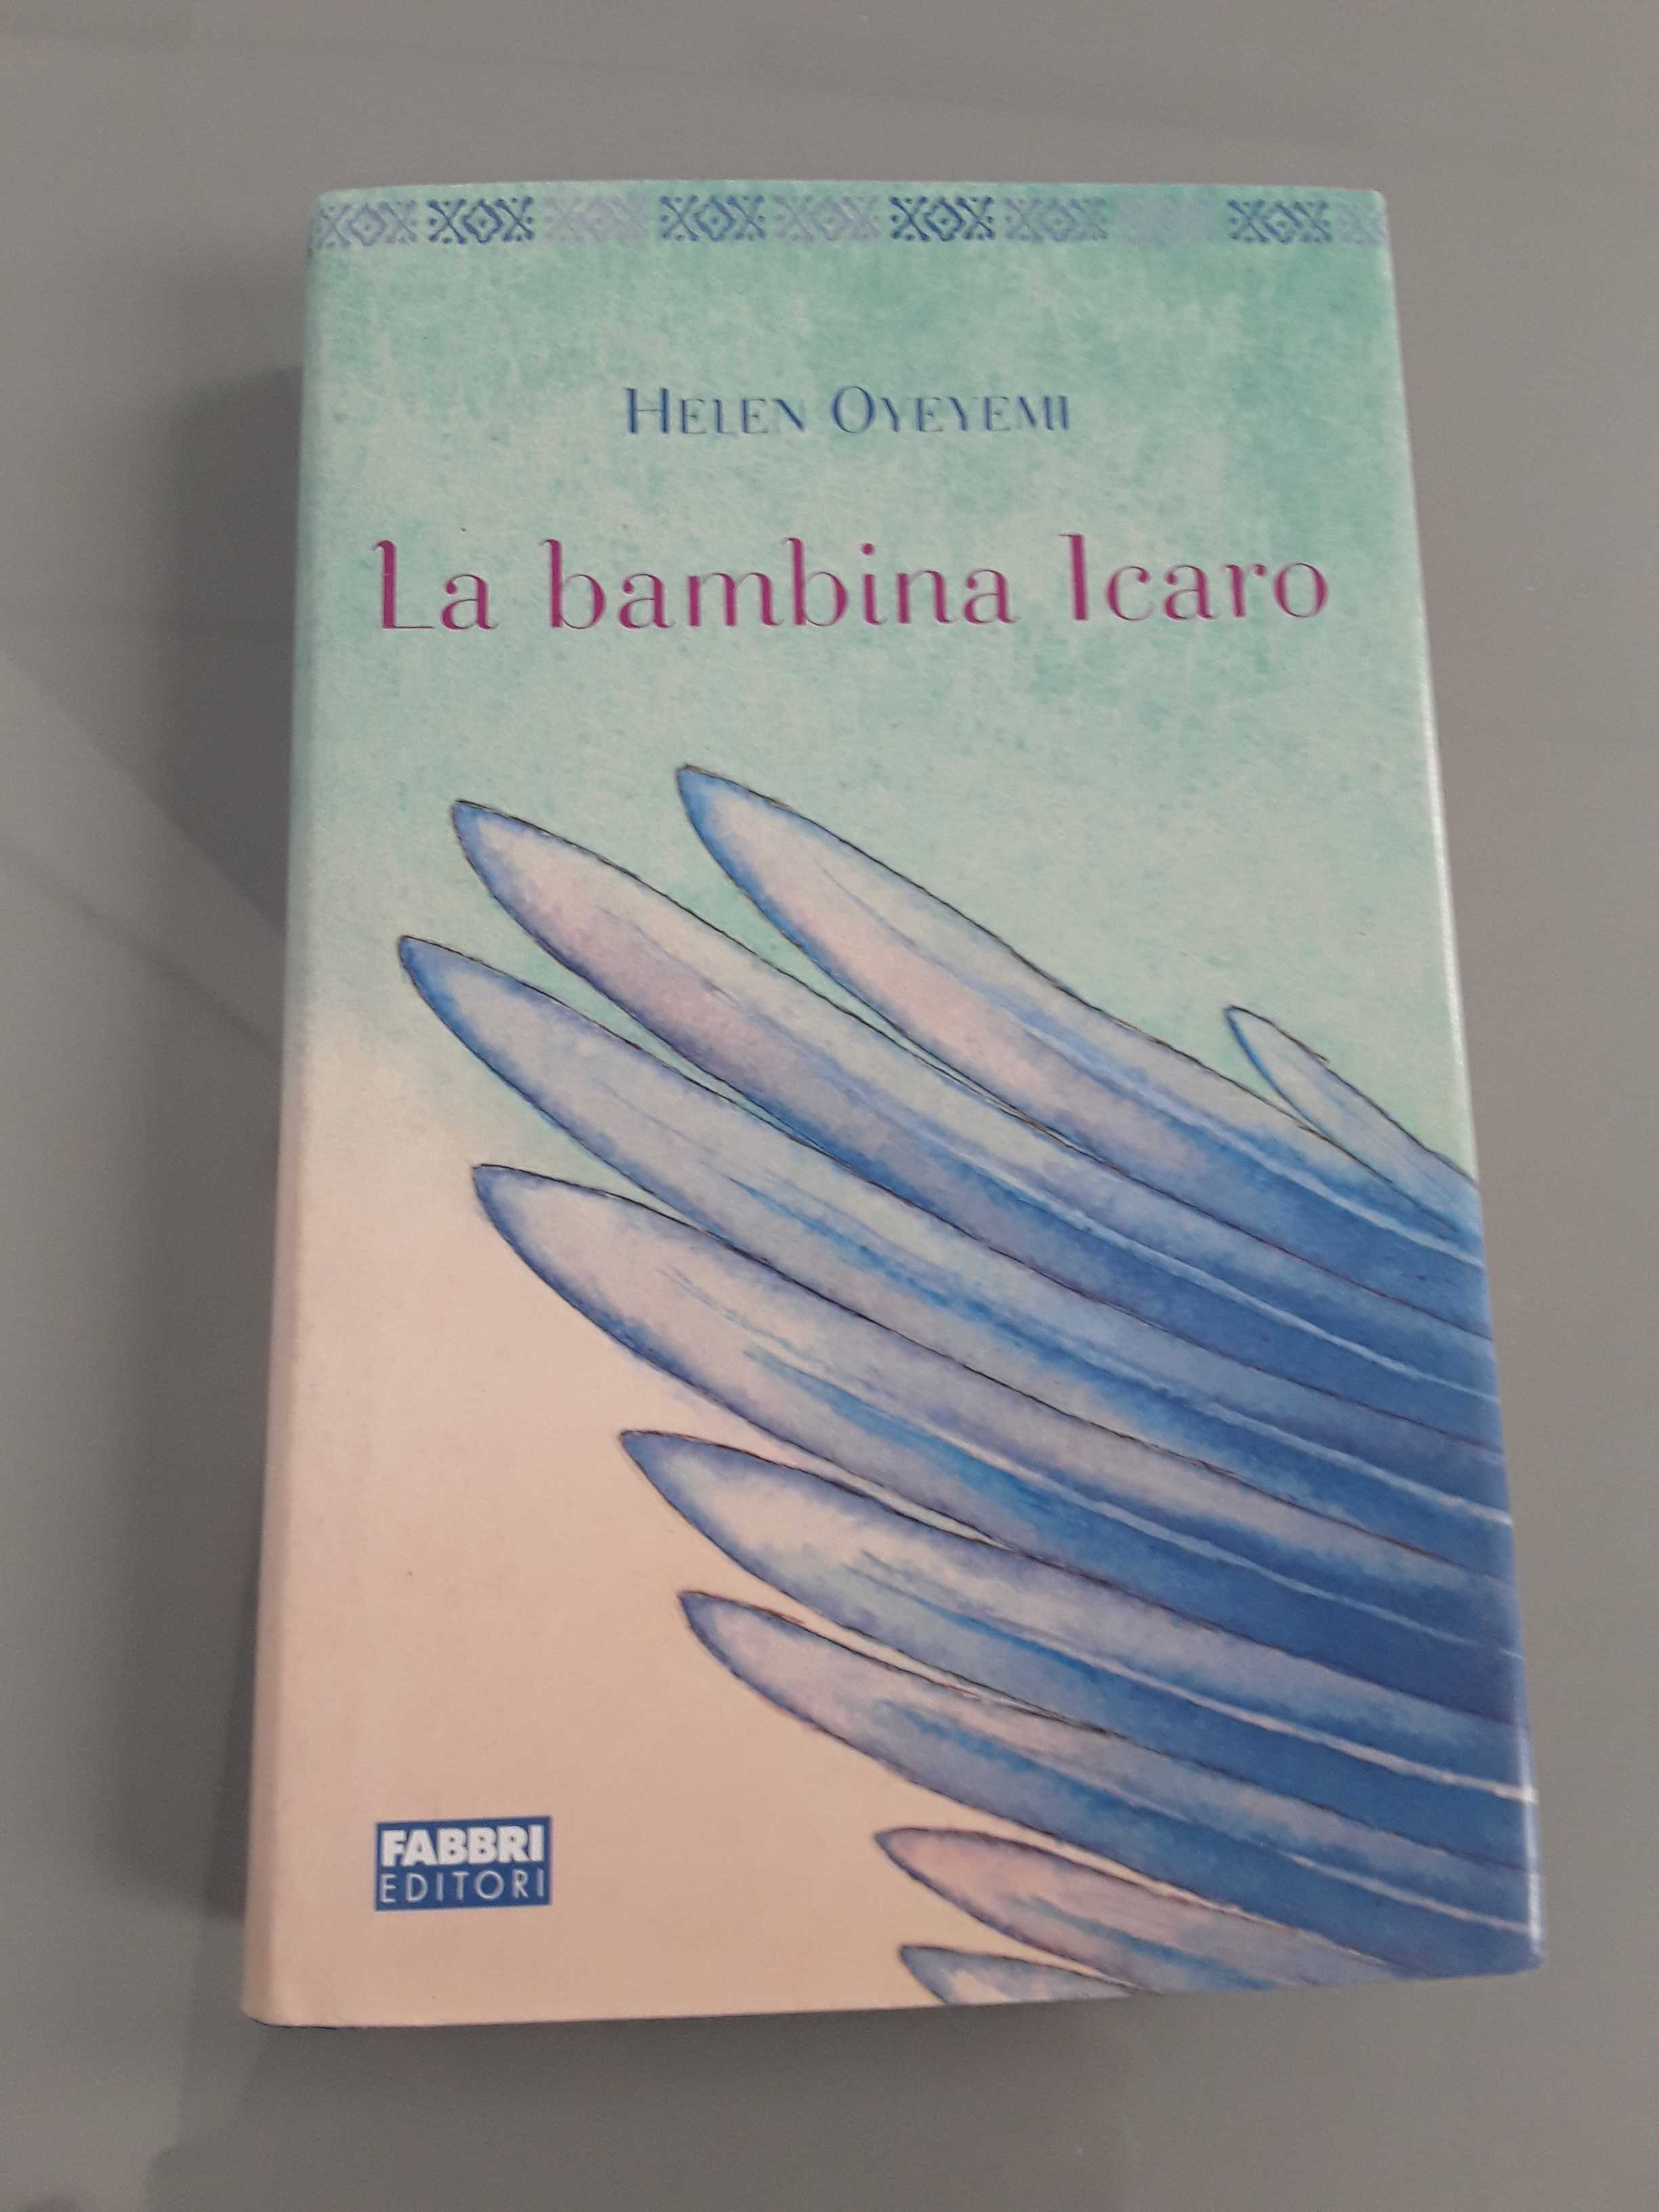 HELEN OYEYEMI
La bambina Icaro
FABBRI
EDITORI